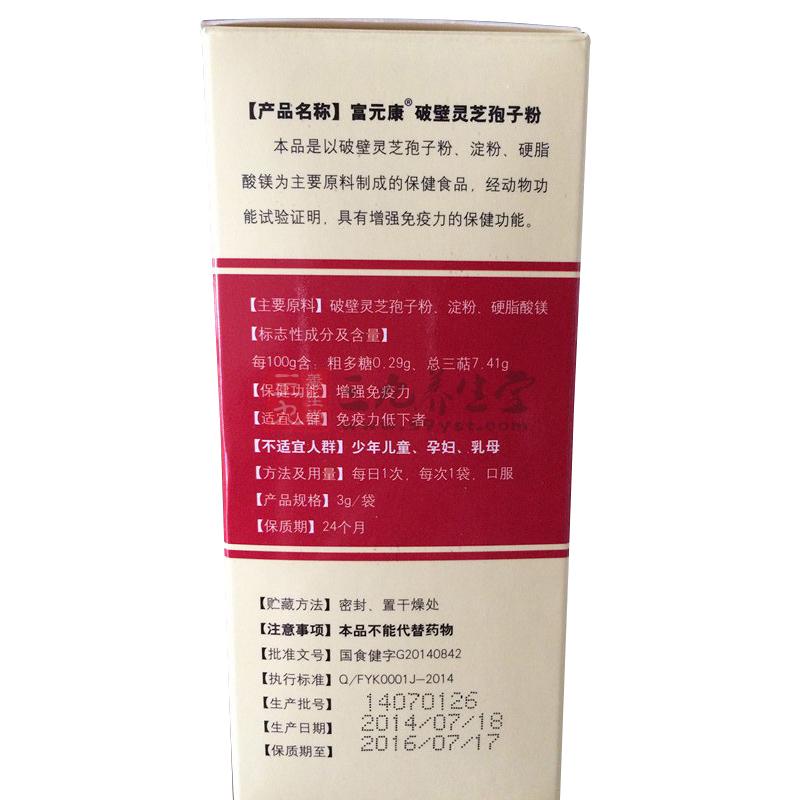 【产品名称】富元康®破壁灵芝孢子粉
本品是以破壁灵芝孢子粉、淀粉、硬脂
酸镁为主要原料制成的保健食品，经动物功
能试验证明，具有增强免疫力的保健功能。
【主要原料】破壁灵芝孢子粉、淀粉、硬脂酸镁
【标志性成分及含量】
每100g含：粗多糖0.29g、总三萜7.41g
【保健功能】增强免疫力
【适宜人群】免疫力低下者
【不适宜人群】少年儿童、孕妇、乳母
【方法及用量】每日1次，每次1袋，口服
【产品规格】3g/袋
【保质期】24个月
【贮藏方法】密封、置干燥处
【注意事项】本品不能代替药物
【批准文号】国食健字G20140842
【执行标准】Q/FYK0001J-2014
【生产批号】14070126
【生产日期】2014/07/18
【保质期至】2016/07/17